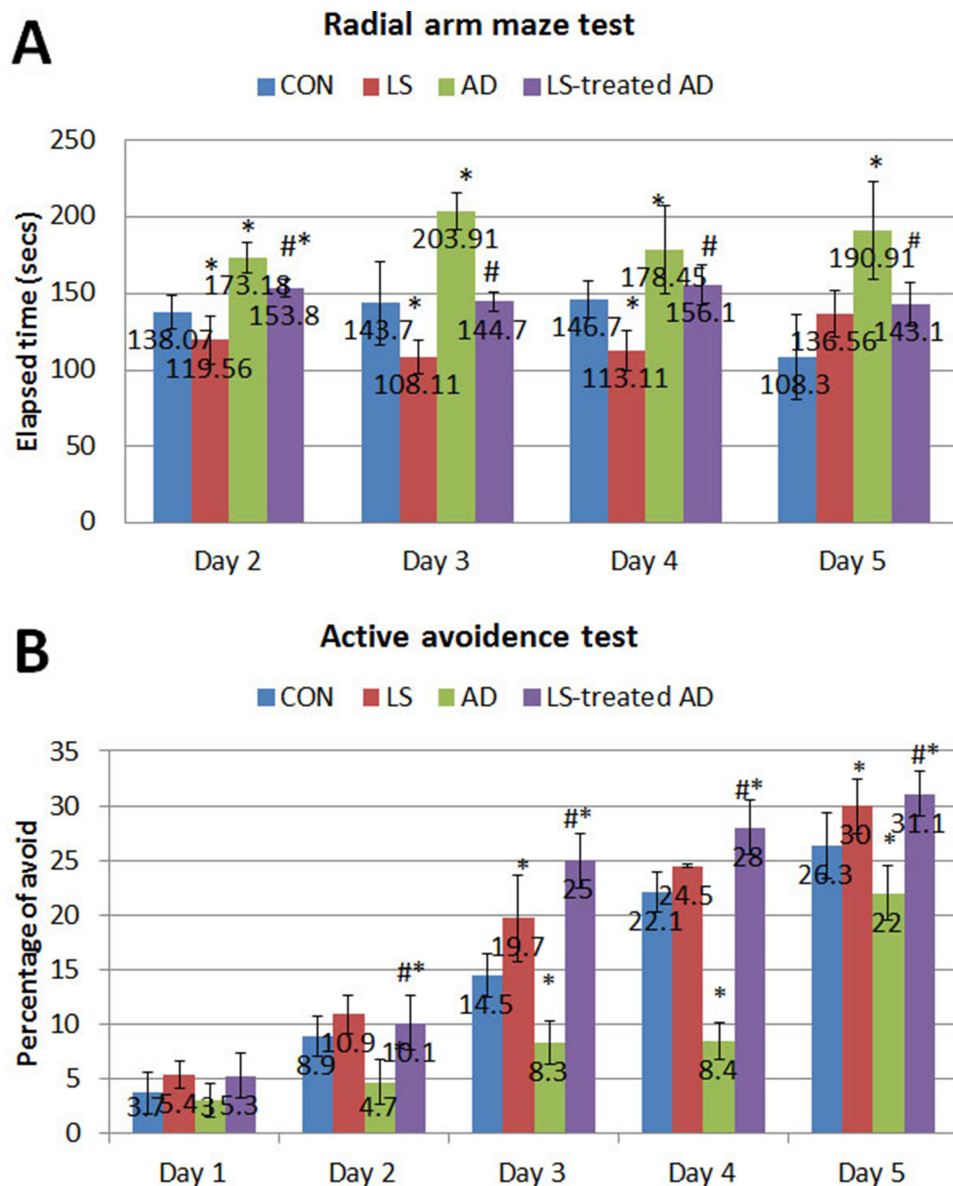 A
Radial arm maze test
CON LS AD LS-treated AD
Elapsed time (secs)
250
200
150
100
50
0
* * #* 138.07 119.56 173.18 153.8
* * # 143.7 108.11 203.91 144.7
* * # 146.7 113.11 178.45 156.1
* # 108.3 136.56 190.91 143.1
Day 2 Day 3 Day 4 Day 5
B
Active avoidence test
CON LS AD LS-treated AD
Percentage of avoid
35
30
25
20
15
10
5
0
3.7 5.4 3 5.3
#* * 8.9 10.9 4.7 10.1
* * #* 14.5 19.7 8.3 25
* #* 22.1 24.5 8.4 28
* * #* 26.3 30 22 31.1
Day 1 Day 2 Day 3 Day 4 Day 5